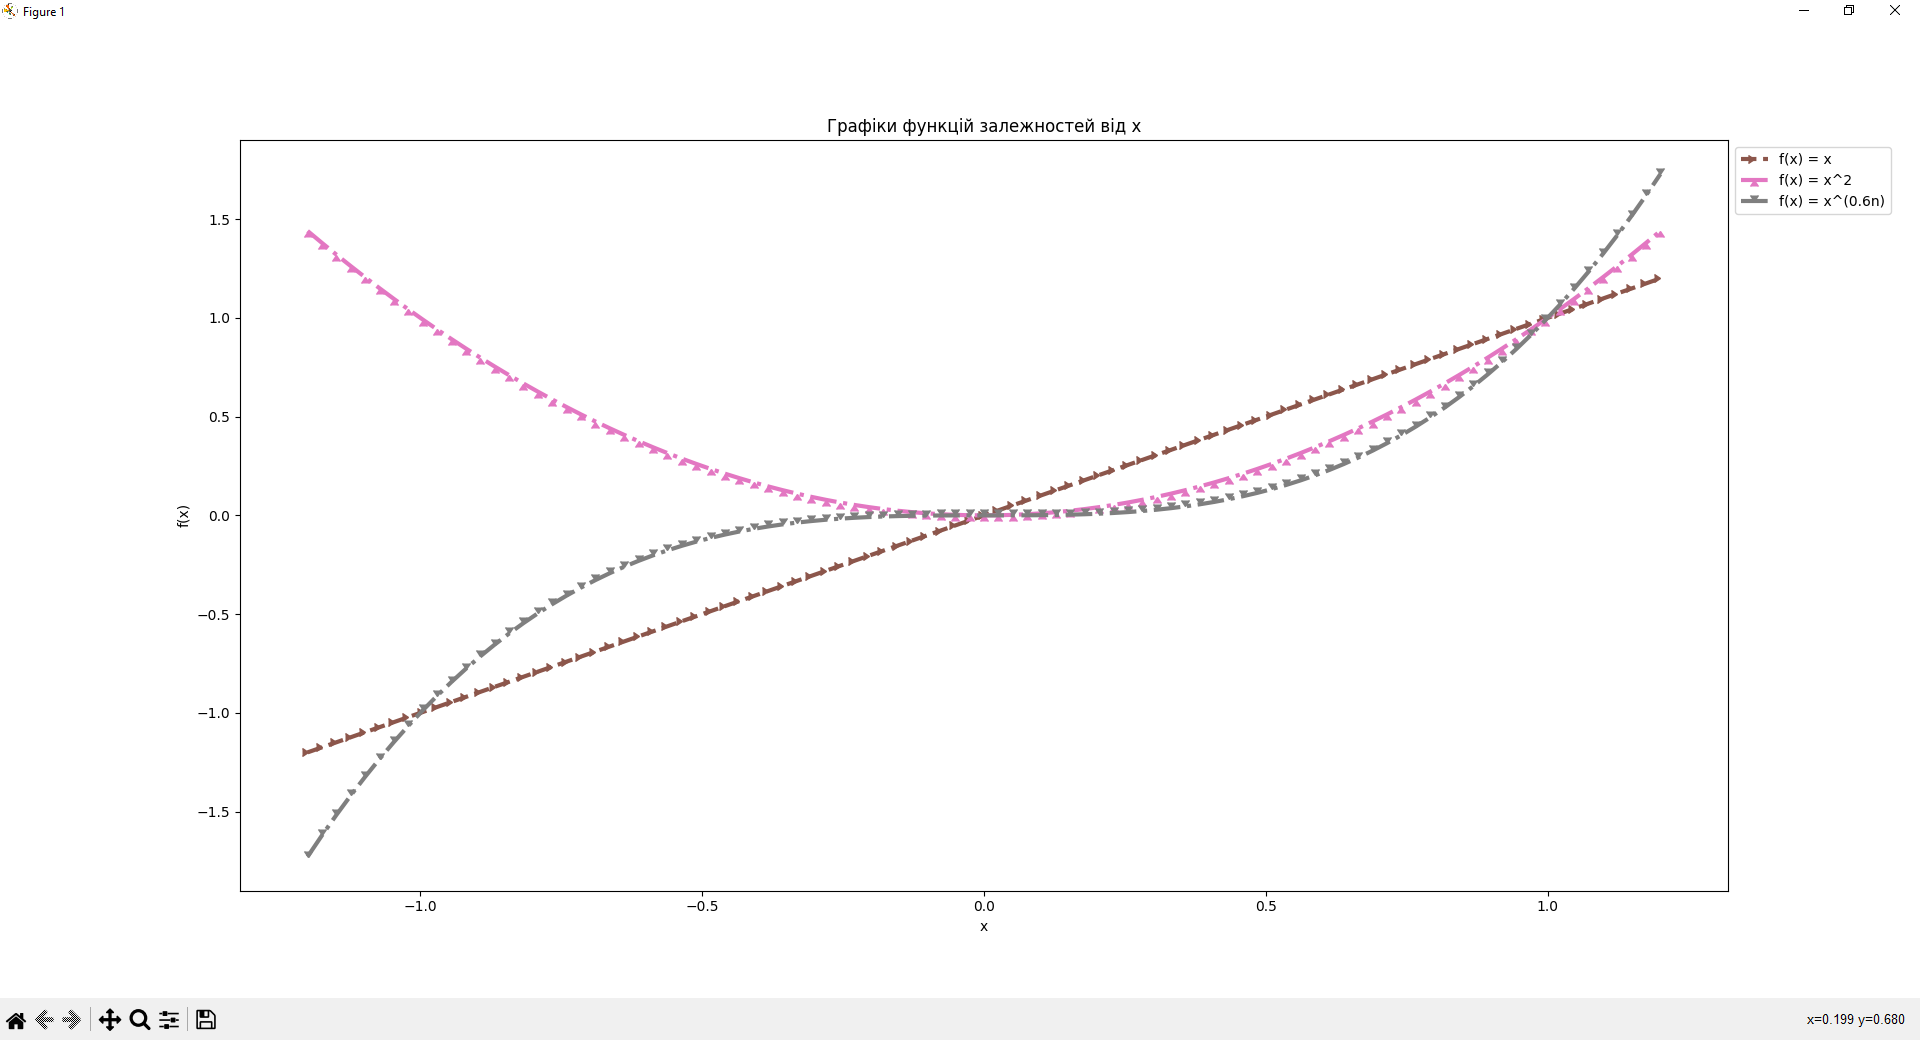 Figure 1
Графіки функцій залежностей від x
f(x) = x
f(x) = x^2
f(x) = x^(0.6n)
1.5
1.0
0.5
0.0
−0.5
−1.0
−1.5
f(x)
−1.0 −0.5 0.0 0.5 1.0
x
x=0.199 y=0.680